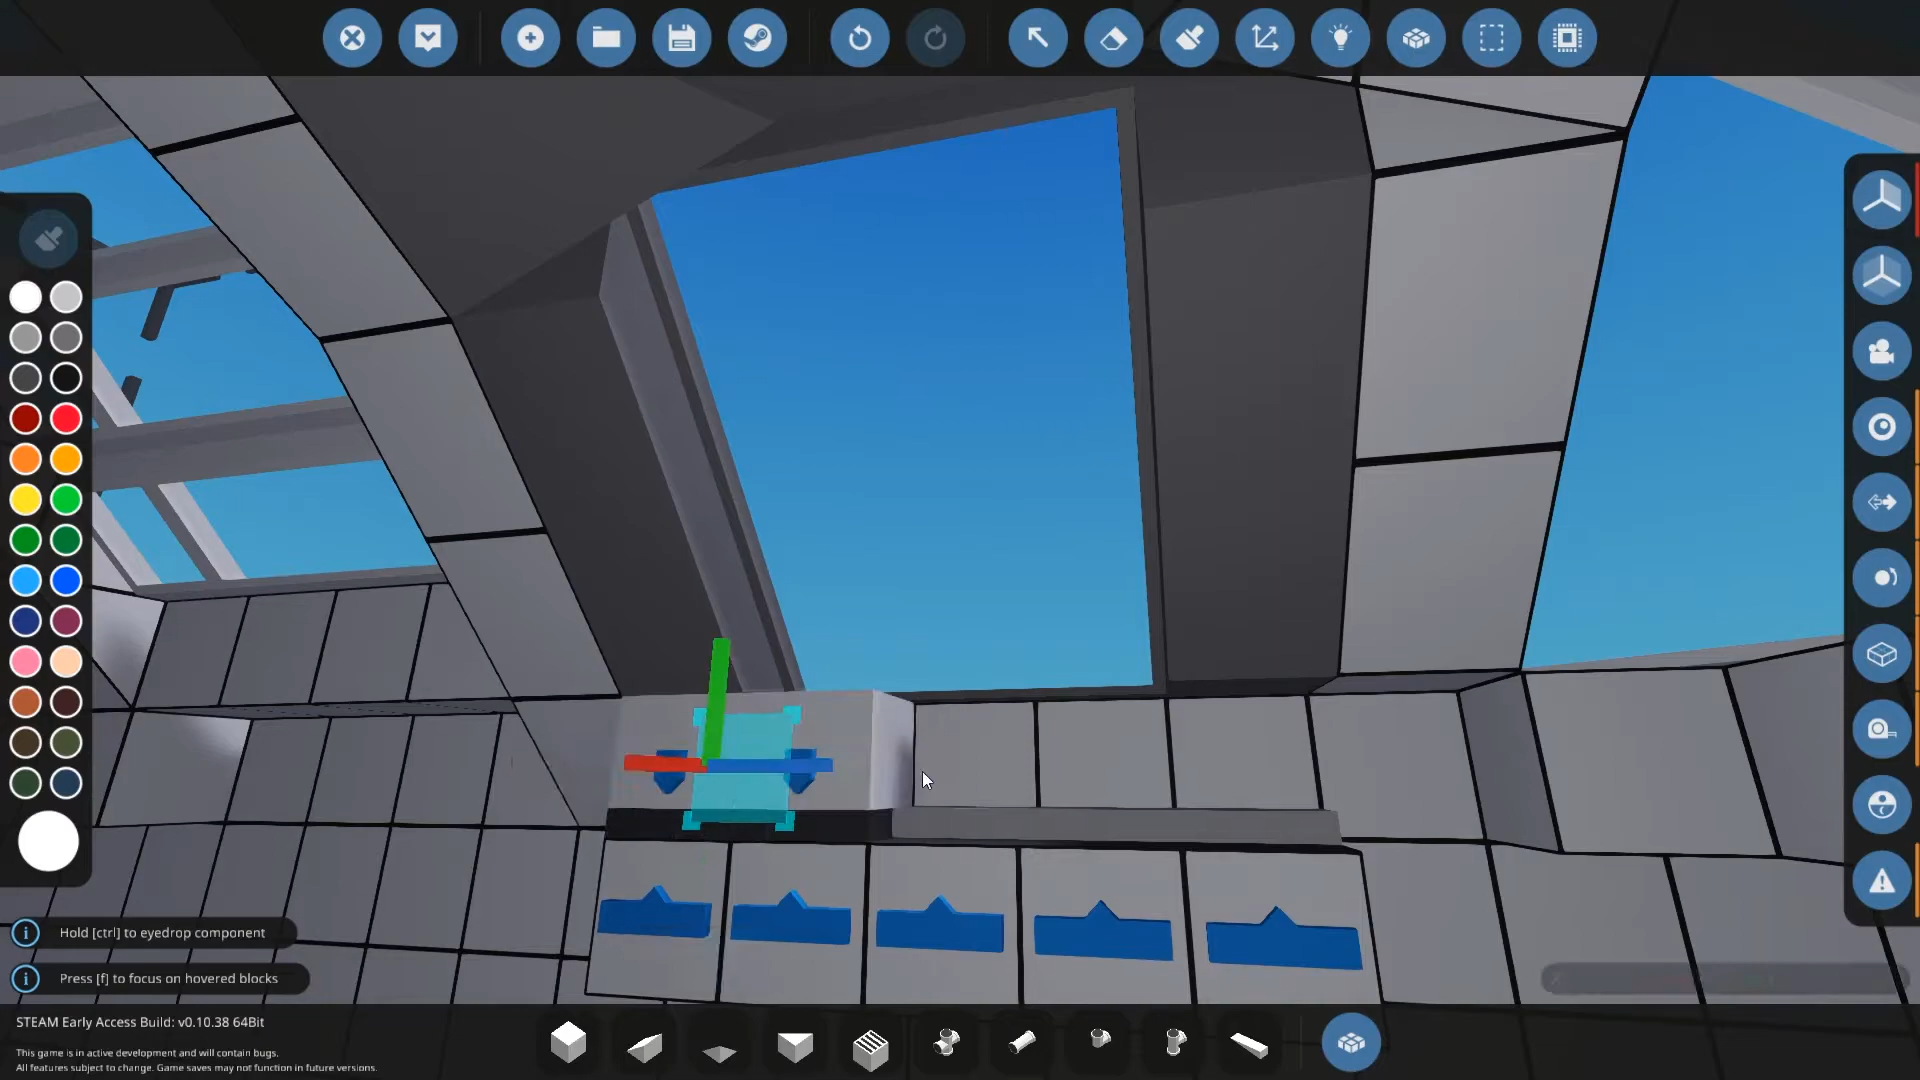 Hold [ctrl] to eyedrop component
Press [f] to focus on hovered blocks
STEAM Early Access Build: v0.10.38 64Bit
This game is in active development and will contain bugs.
All features subject to change. Game saves may not function in future versions.